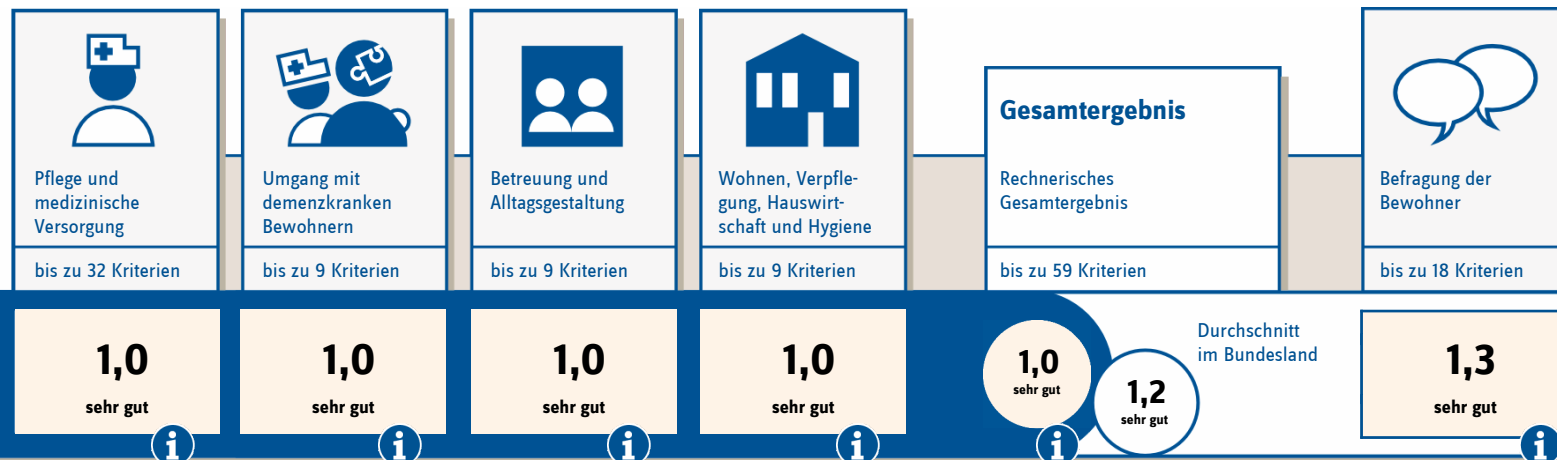 Pflege und
medizinische
Versorgung
bis zu 32 Kriterien
1,0
sehr gut
i
Umgang mit
demenzkranken
Bewohnern
bis zu 9 Kriterien
1,0
sehr gut
i
Betreuung und
Alltagsgestaltung
bis zu 9 Kriterien
1,0
sehr gut
i
Wohnen, Verpfle-
gung, Hauswirt-
schaft und Hygiene
bis zu 9 Kriterien
1,0
sehr gut
i
Gesamtergebnis
Rechnerisches
Gesamtergebnis
bis zu 59 Kriterien
1,0
sehr gut
i
1,2
sehr gut
Durchschnitt
im Bundesland
Befragung der
Bewohner
bis zu 18 Kriterien
1,3
sehr gut
i